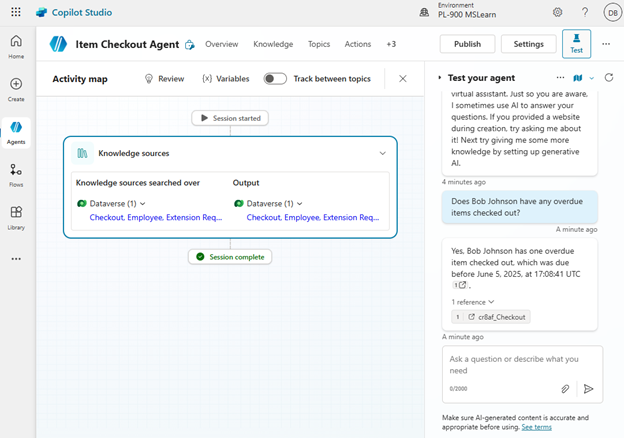 Copilot Studio
Environment
PL-900 MSLearn
?
DB
Home
Create
Agents
Flows
Library
Item Checkout Agent
Overview
Knowledge
Topics
Actions
+3
Publish
Settings
Test
Activity map
Review
{x} Variables
Track between topics
Session started
Knowledge sources
Knowledge sources searched over
Output
Dataverse (1)
Dataverse (1)
Checkout, Employee, Extension Req...
Checkout, Employee, Extension Req...
Session complete
Test your agent
virtual assistant. Just so you are aware,
I sometimes use AI to answer your
questions. If you provided a website
during creation, try asking me about
it! Next try giving me some more
knowledge by setting up generative
AI.
4 minutes ago
Does Bob Johnson have any overdue
items checked out?
A minute ago
Yes, Bob Johnson has one overdue
item checked out, which was due
before June 5, 2025, at 17:08:41 UTC
1 .
1 reference
1 cr8af_Checkout
A minute ago
Ask a question or describe what you
need
0/2000
Make sure AI-generated content is accurate and
appropriate before using. See terms